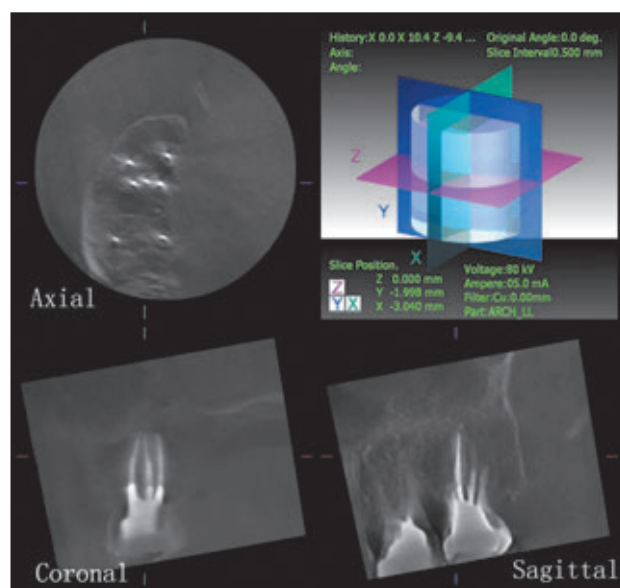 History:X 0.0 X 10.4 Z -9.4 ...
Axis:
Angle:
Original Angle:0.0 deg.
Slice Interval0.500 mm
Z
Y
X
Axial
Slice Position.
Z 0.000 mm
Y -1.998 mm
X -3.040 mm
Z
Y X
Voltage:80 kV
Ampere:05.0 mA
Filter:Cu:0.00mm
Part:ARCH_LL
Coronal
Sagittal